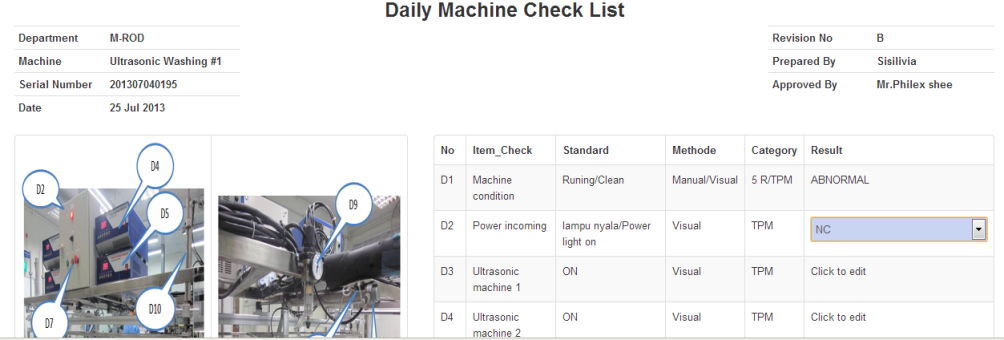 Daily Machine Check List
Department M-ROD
Machine Ultrasonic Washing #1
Serial Number 201307040195
Date 25 Jul 2013
Revision No B
Prepared By Sisilivia
Approved By Mr.Philex shee
D4
D2
D5
D7
D10
D9
No Item_Check Standard Methode Category Result
D1 Machine condition Runing/Clean Manual/Visual 5 R/TPM ABNORMAL
D2 Power incoming lampu nyala/Power light on Visual TPM NC
D3 Ultrasonic machine 1 ON Visual TPM Click to edit
D4 Ultrasonic machine 2 ON Visual TPM Click to edit